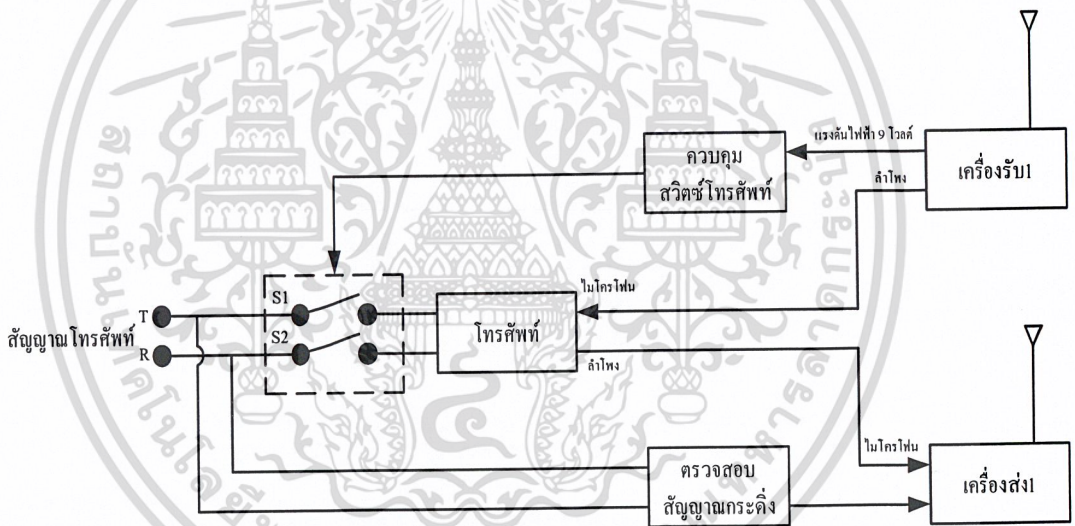 แรงดันไฟฟ้า 9 โวลต์
ควบคุม
สวิตซ์โทรศัพท์
เครื่องรับ1
ลำโพง
ไมโครโฟน
S1
T
โทรศัพท์
สัญญาณโทรศัพท์
S2
R
ลำโพง
ไมโครโฟน
ตรวจสอบ
สัญญาณกระดิ่ง
เครื่องส่ง1